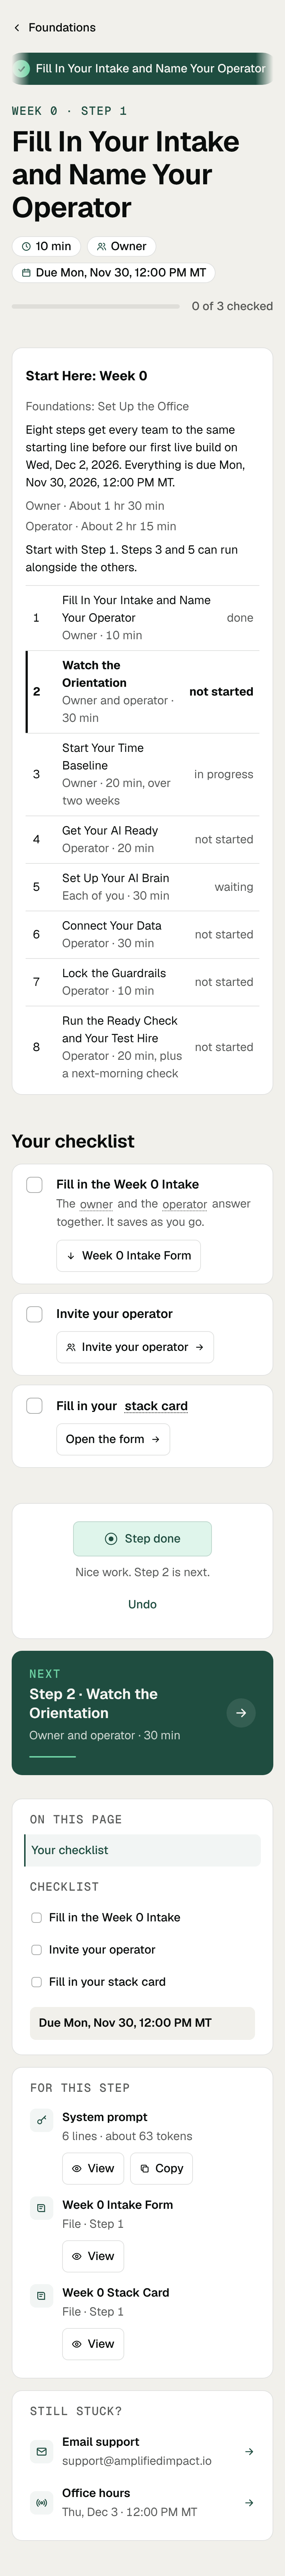 Foundations
Fill In Your Intake and Name Your Operator
WEEK 0 · STEP 1
Fill In Your Intake
and Name Your
Operator
10 min
Owner
Due Mon, Nov 30, 12:00 PM MT
0 of 3 checked
Start Here: Week 0
Foundations: Set Up the Office
Eight steps get every team to the same
starting line before our first live build on
Wed, Dec 2, 2026. Everything is due Mon,
Nov 30, 2026, 12:00 PM MT.
Owner · About 1 hr 30 min
Operator · About 2 hr 15 min
Start with Step 1. Steps 3 and 5 can run
alongside the others.
1
Fill In Your Intake and Name
Your Operator
Owner · 10 min
done
2
Watch the
Orientation
Owner and operator ·
30 min
not started
3
Start Your Time
Baseline
Owner · 20 min, over
two weeks
in progress
4
Get Your AI Ready
Operator · 20 min
not started
5
Set Up Your AI Brain
Each of you · 30 min
waiting
6
Connect Your Data
Operator · 30 min
not started
7
Lock the Guardrails
Operator · 10 min
not started
8
Run the Ready Check
and Your Test Hire
Operator · 20 min, plus
a next-morning check
not started
Your checklist
Fill in the Week 0 Intake
The owner and the operator answer
together. It saves as you go.
Week 0 Intake Form
Invite your operator
Invite your operator
Fill in your stack card
Open the form
Step done
Nice work. Step 2 is next.
Undo
NEXT
Step 2 · Watch the
Orientation
Owner and operator · 30 min
ON THIS PAGE
Your checklist
CHECKLIST
Fill in the Week 0 Intake
Invite your operator
Fill in your stack card
Due Mon, Nov 30, 12:00 PM MT
FOR THIS STEP
System prompt
6 lines · about 63 tokens
View
Copy
Week 0 Intake Form
File · Step 1
View
Week 0 Stack Card
File · Step 1
View
STILL STUCK?
Email support
support@amplifiedimpact.io
Office hours
Thu, Dec 3 · 12:00 PM MT